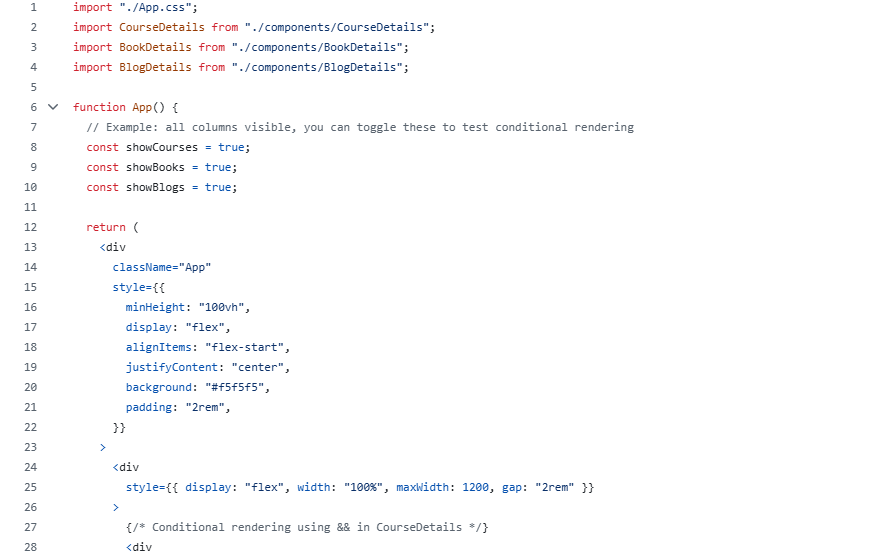 1 import "./App.css";
2 import CourseDetails from "./components/CourseDetails";
3 import BookDetails from "./components/BookDetails";
4 import BlogDetails from "./components/BlogDetails";
5
6 function App() {
7 // Example: all columns visible, you can toggle these to test conditional rendering
8 const showCourses = true;
9 const showBooks = true;
10 const showBlogs = true;
11
12 return (
13 <div
14 className="App"
15 style={{
16 minHeight: "100vh",
17 display: "flex",
18 alignItems: "flex-start",
19 justifyContent: "center",
20 background: "#f5f5f5",
21 padding: "2rem",
22 }}
23 >
24 <div
25 style={{ display: "flex", width: "100%", maxWidth: 1200, gap: "2rem" }}
26 >
27 {/* Conditional rendering using && in CourseDetails */}
28 <div